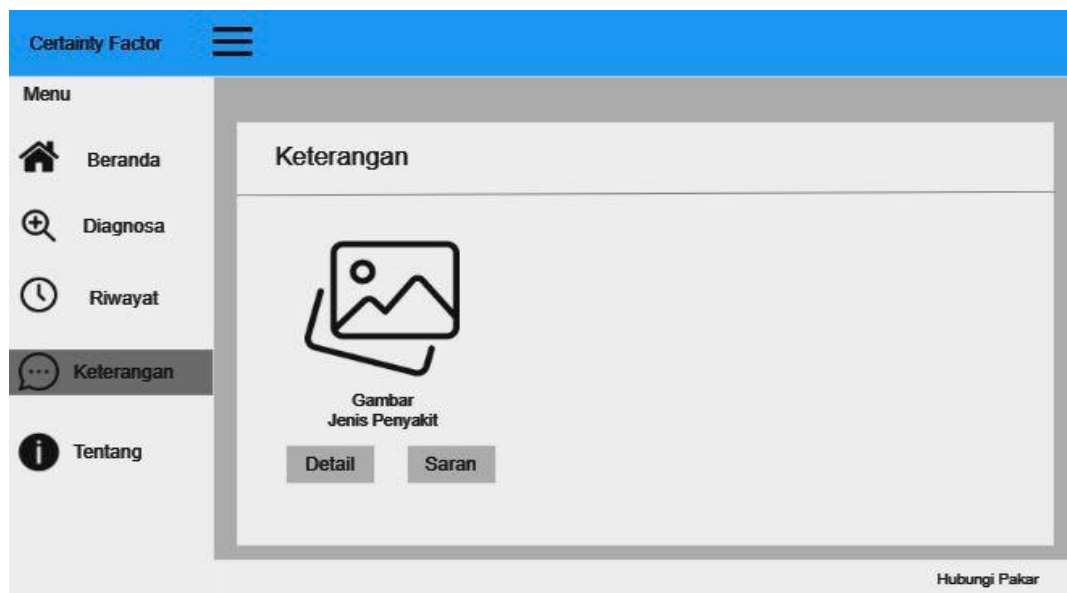 Certainty Factor
Menu
Beranda
Diagnosa
Riwayat
Keterangan
Tentang
Keterangan
Gambar
Jenis Penyakit
Detail
Saran
Hubungi Pakar